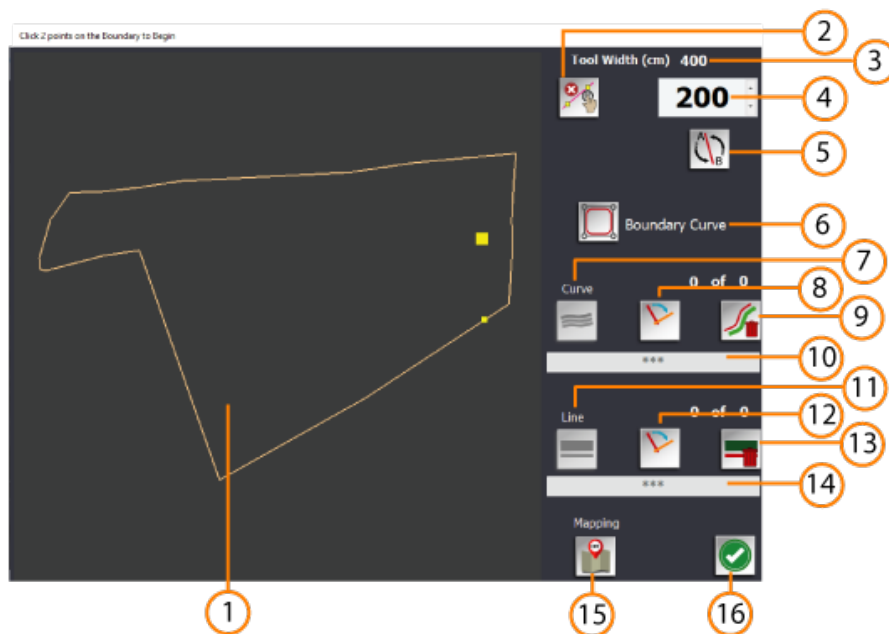 Click 2 points on the Boundary to Begin
2
Tool Width (cm) 400
3
200
4
A
B
5
Boundary Curve
6
7
0 of 0
8
Curve
9
***
10
11
0 of 0
12
Line
13
***
14
Mapping
1
15
16